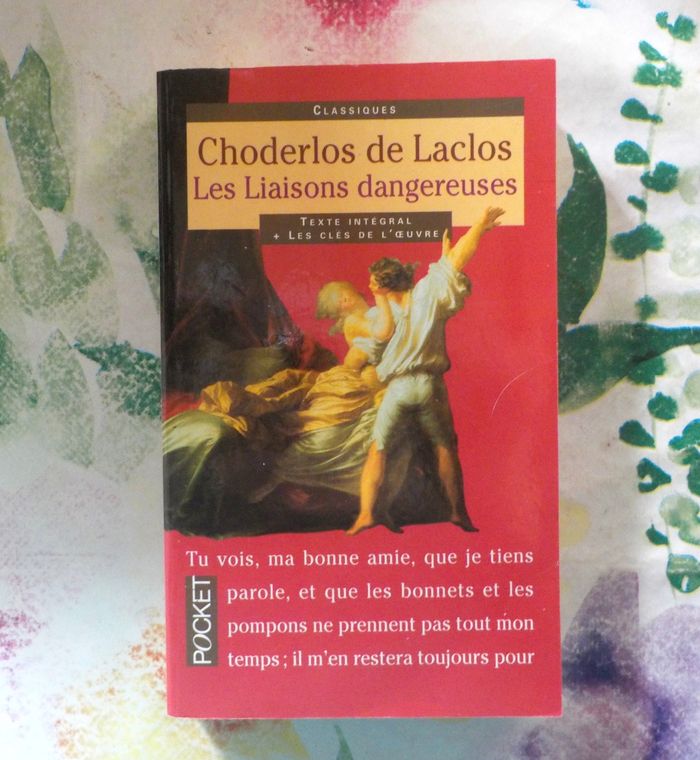 CLASSIQUES
Choderlos de Laclos
Les Liaisons dangereuses
TEXTE INTÉGRAL
+ LES CLÉS DE L'ŒUVRE
Tu vois, ma bonne amie, que je tiens
parole, et que les bonnets et les
pompons ne prennent pas tout mon
temps ; il m'en restera toujours pour
POCKET